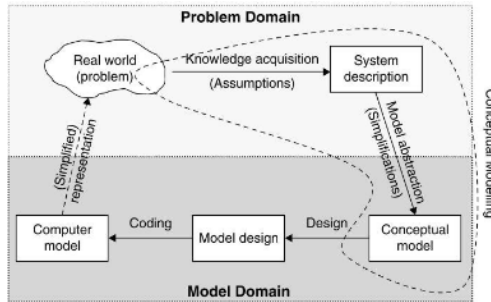 Problem Domain
Real world
(problem)
Knowledge acquisition
(Assumptions)
System
description
Conceptual Modelling
(Simplified)
representation
Model abstraction
(Simplifications)
Computer
model
Coding
Model design
Design
Conceptual
model
Model Domain